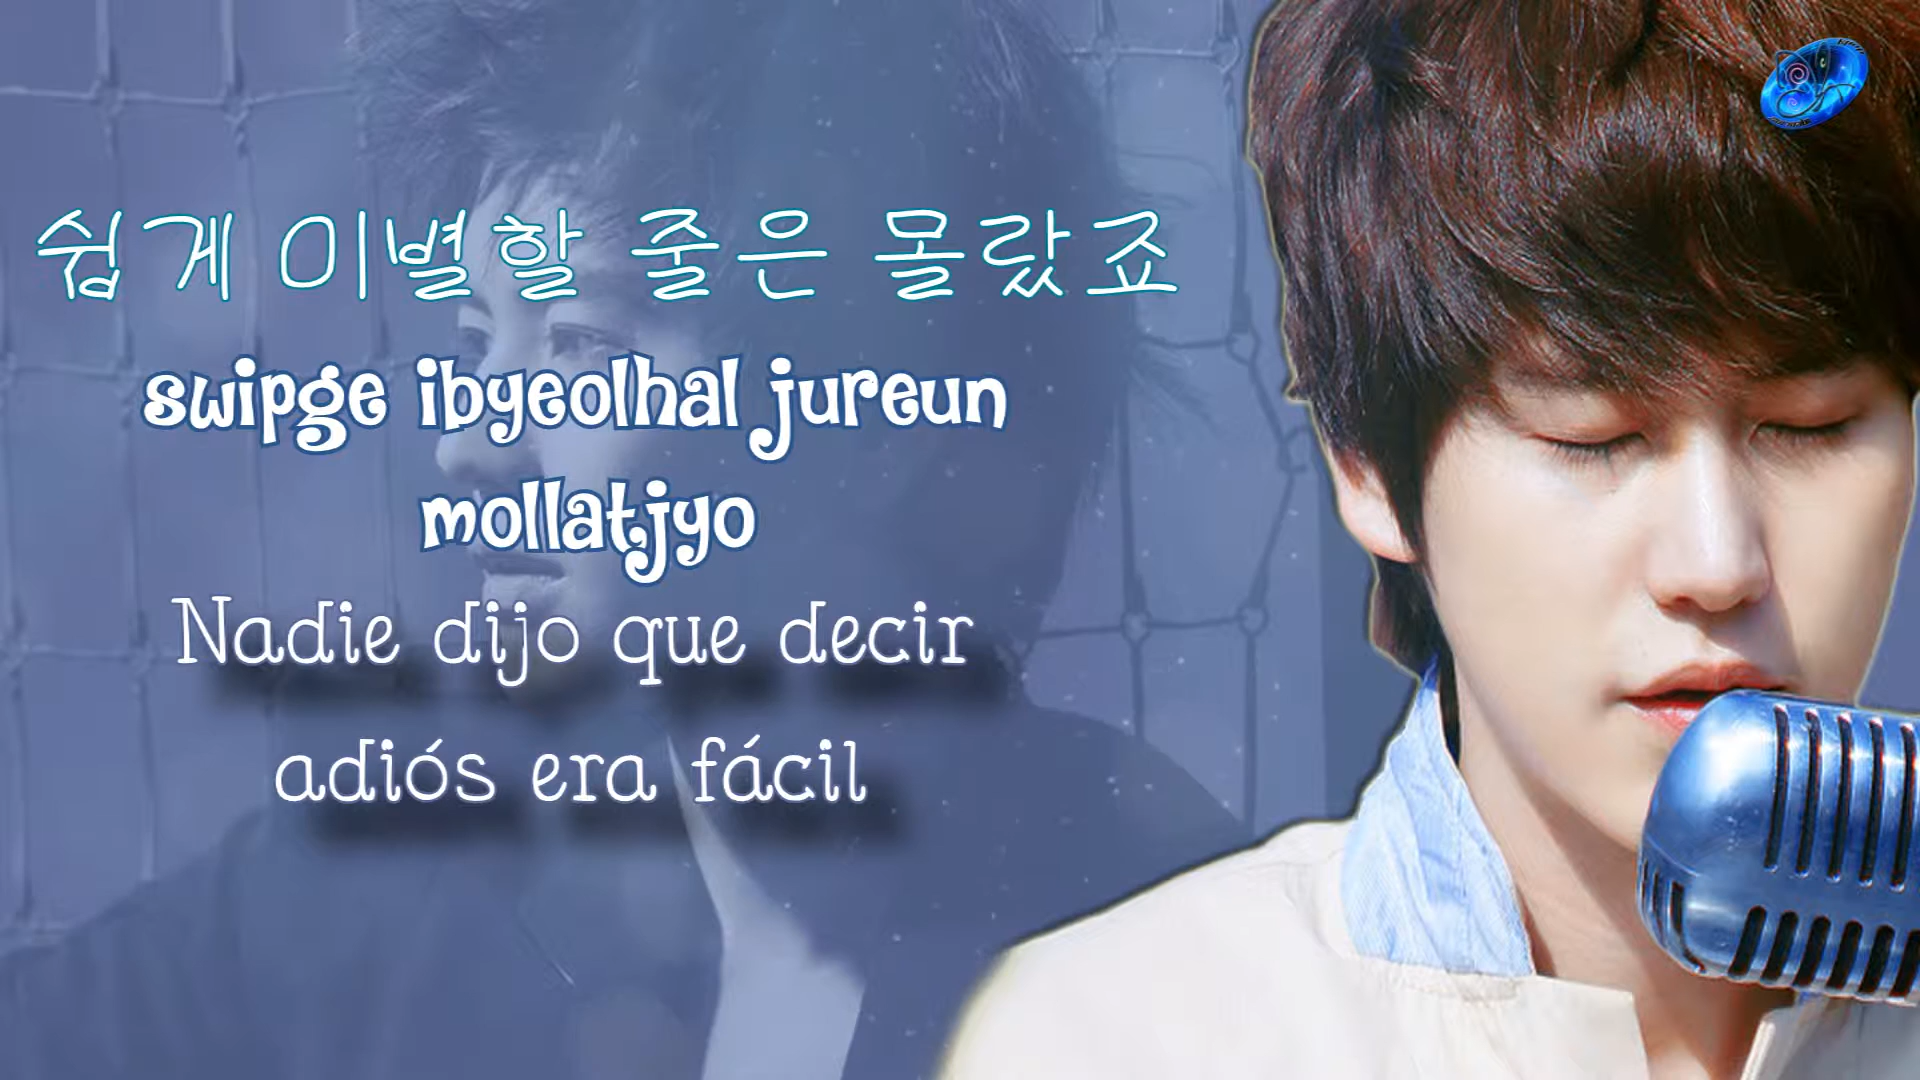 쉽게 이별할 줄은 몰랐죠
swipge ibyeolhal jureun
mollatjyo
Nadie dijo que decir
adiós era fácil